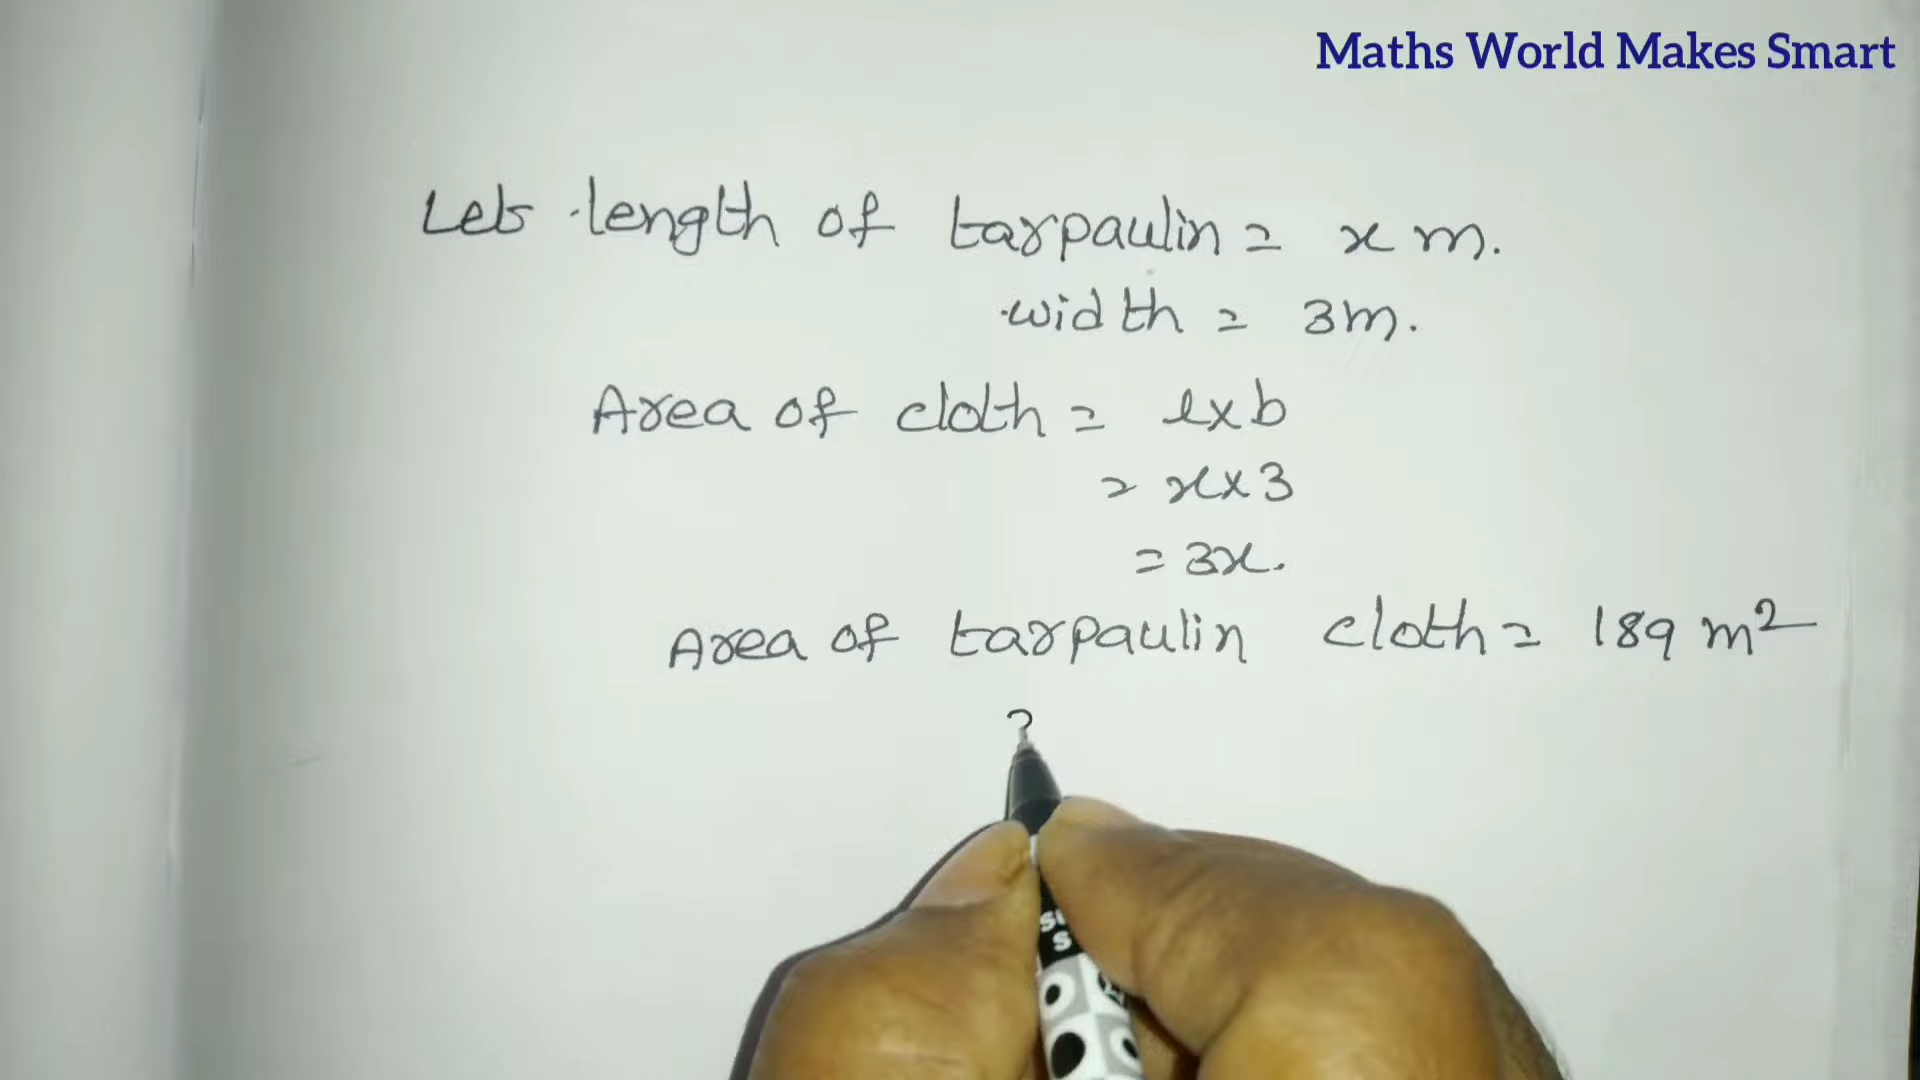 Maths World Makes Smart
Let length of tarpaulin = x m.
width = 3m.
Area of cloth = l×b
= x×3
= 3x.
Area of tarpaulin cloth = 189 m²